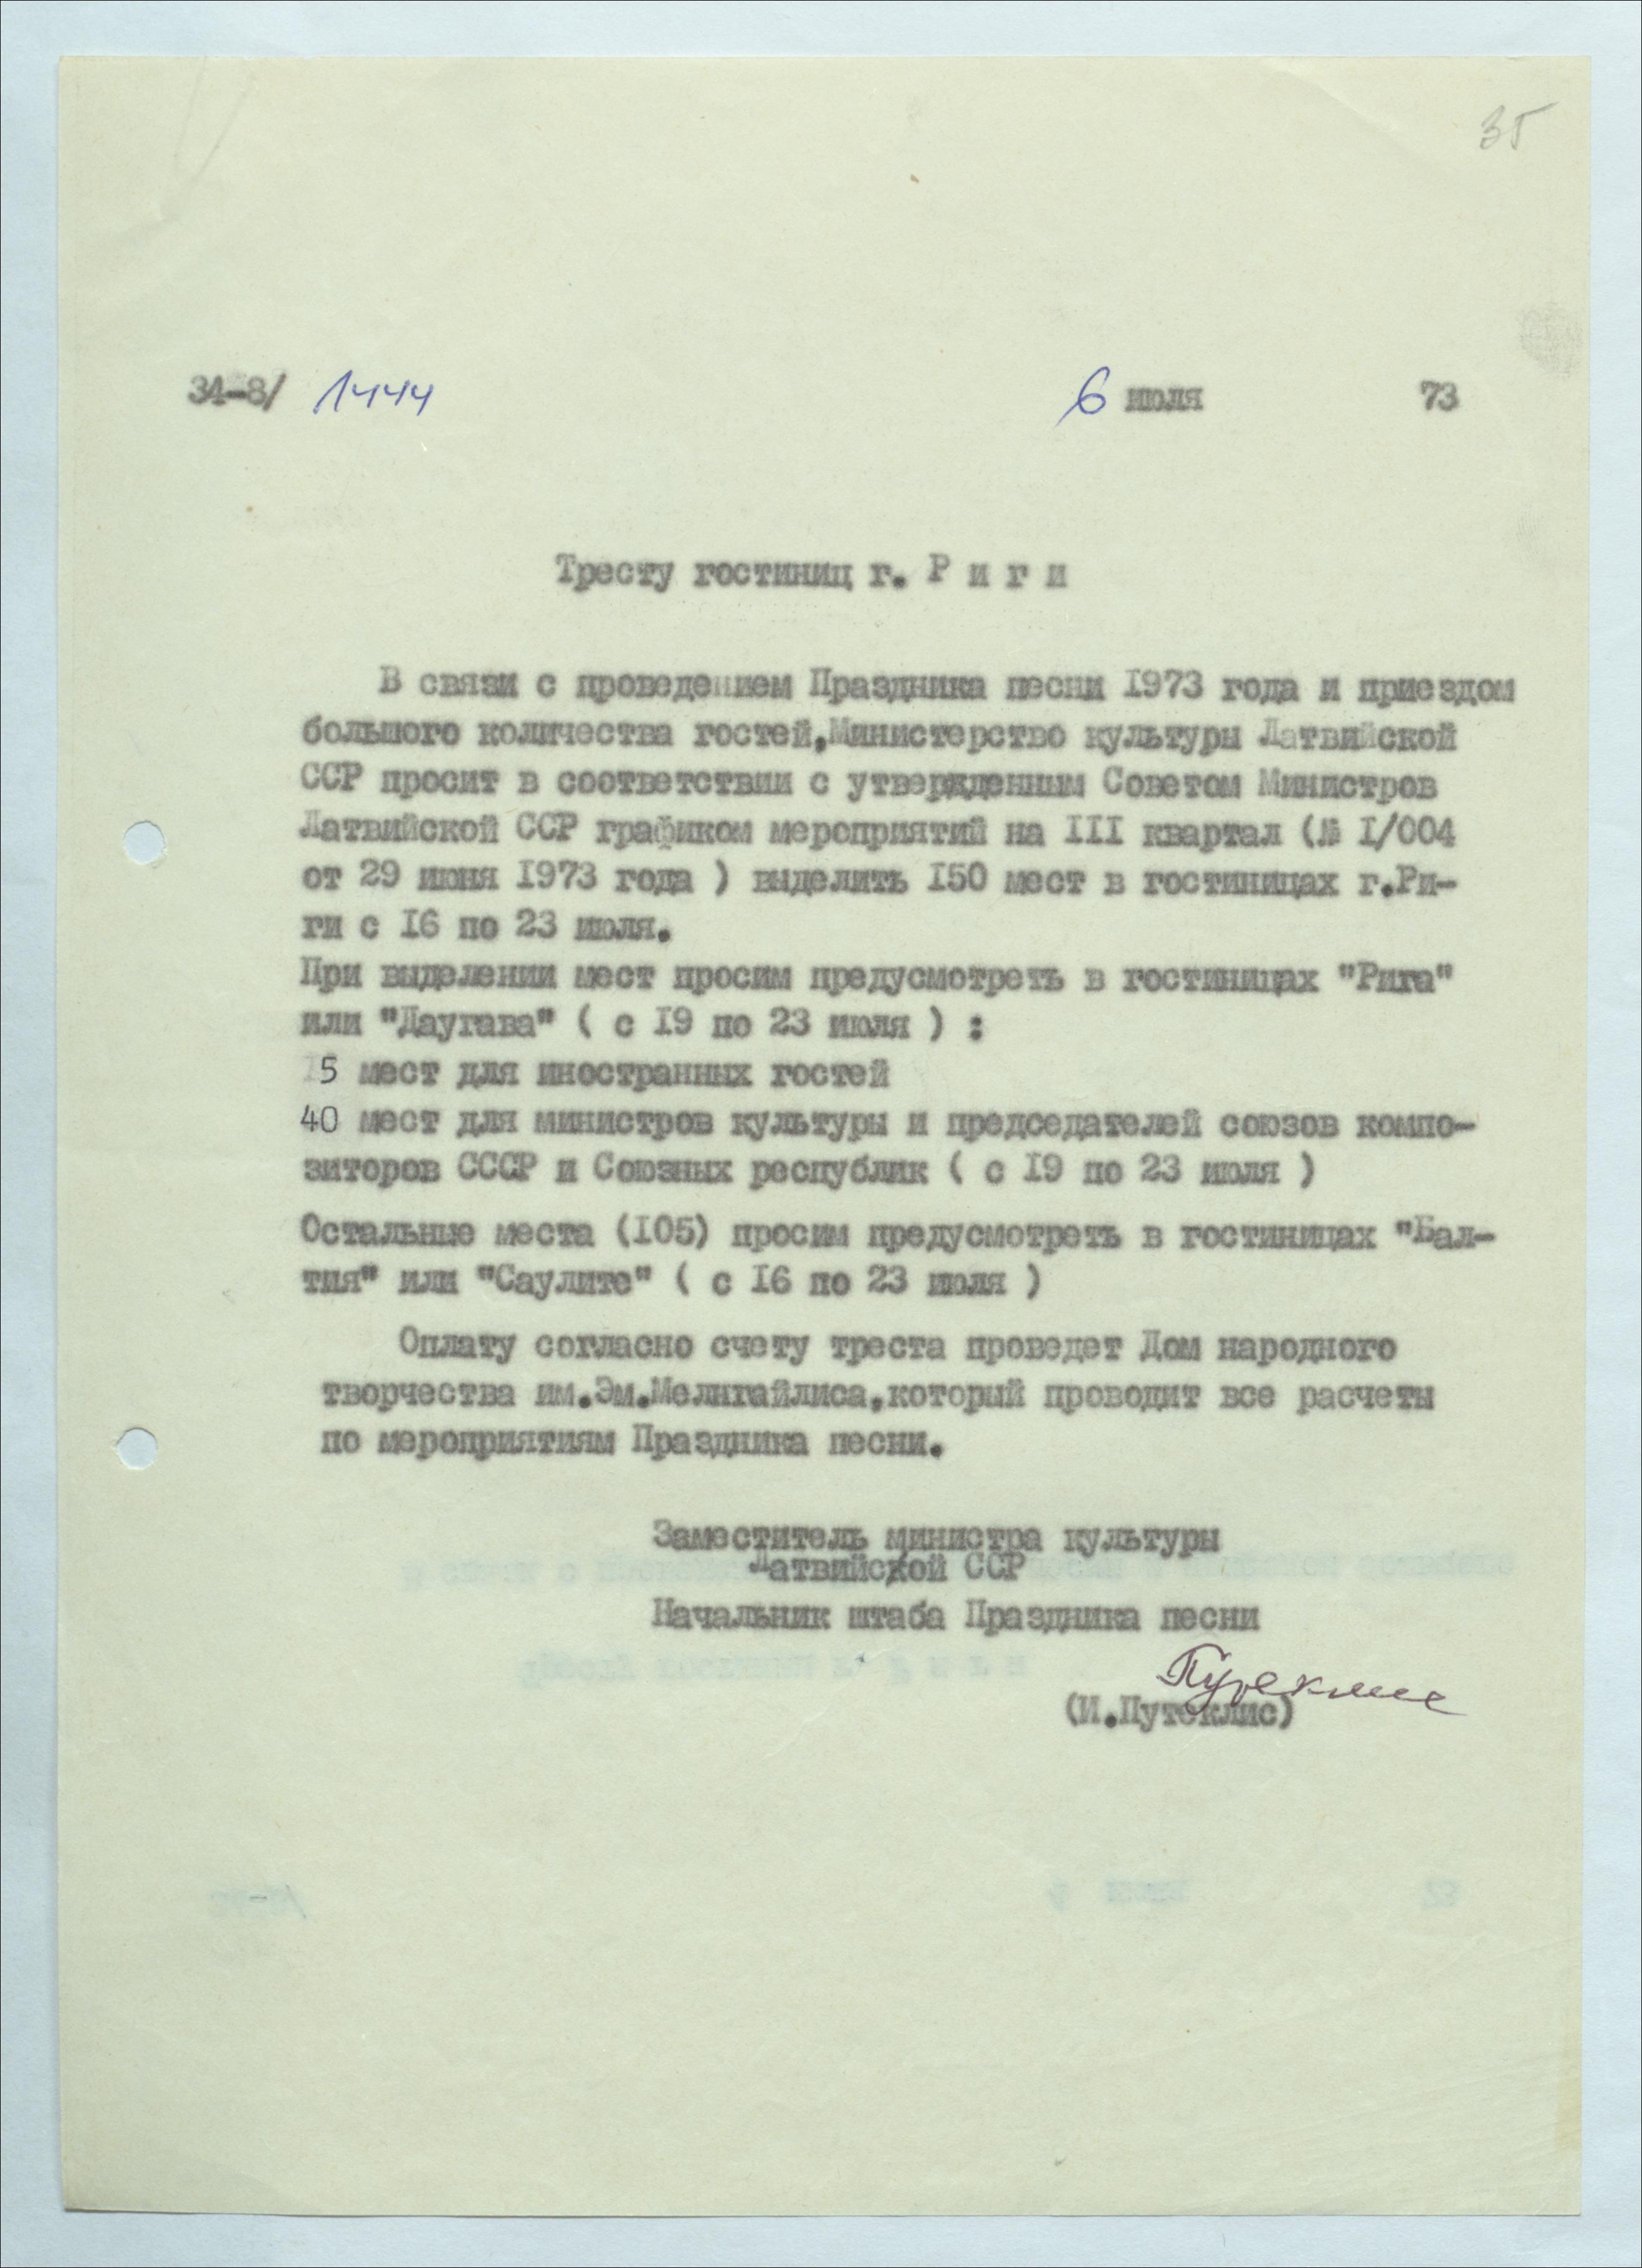 35
34-8/ 1444 6 июля 73
Тресту гостиниц г. Р и г и
В связи с проведением Праздника песни 1973 года и приездом
большого количества гостей,Министерство культуры Латвийской
ССР просит в соответствии с утвержденным Советом Министров
Латвийской ССР графиком мероприятий на III квартал (№ I/004
от 29 июня 1973 года ) выделить 150 мест в гостиницах г.Ри-
ги с 16 по 23 июля.
При выделении мест просим предусмотреть в гостиницах "Рига"
или "Даугава" ( с 19 по 23 июля ) :
5 мест для иностранных гостей
40 мест для министров культуры и председателей союзов компо-
зиторов СССР и Союзных республик ( с 19 по 23 июля )
Остальные места (105) просим предусмотреть в гостиницах "Бал-
тия" или "Саулите" ( с 16 по 23 июля )
Оплату согласно счету треста проведет Дом народного
творчества им.Эм.Мелнгайлиса,который проводит все расчеты
по мероприятиям Праздника песни.
Заместитель министра культуры
Латвийской ССР
Начальник штаба Праздника песни
Путеклис
(И.Путеклис)